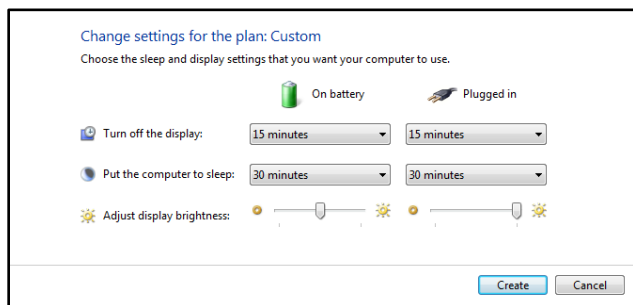 Change settings for the plan: Custom
Choose the sleep and display settings that you want your computer to use.
On battery Plugged in
Turn off the display: 15 minutes 15 minutes
Put the computer to sleep: 30 minutes 30 minutes
Adjust display brightness:
Create Cancel